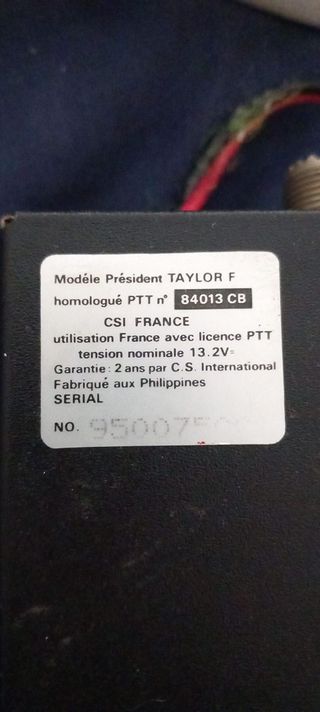 Modéle Président TAYLOR F
homologué PTT n° 84013 CB
CSI FRANCE
utilisation France avec licence PTT
tension nominale 13.2V=
Garantie: 2 ans par C.S. International
Fabriqué aux Philippines
SERIAL
NO.